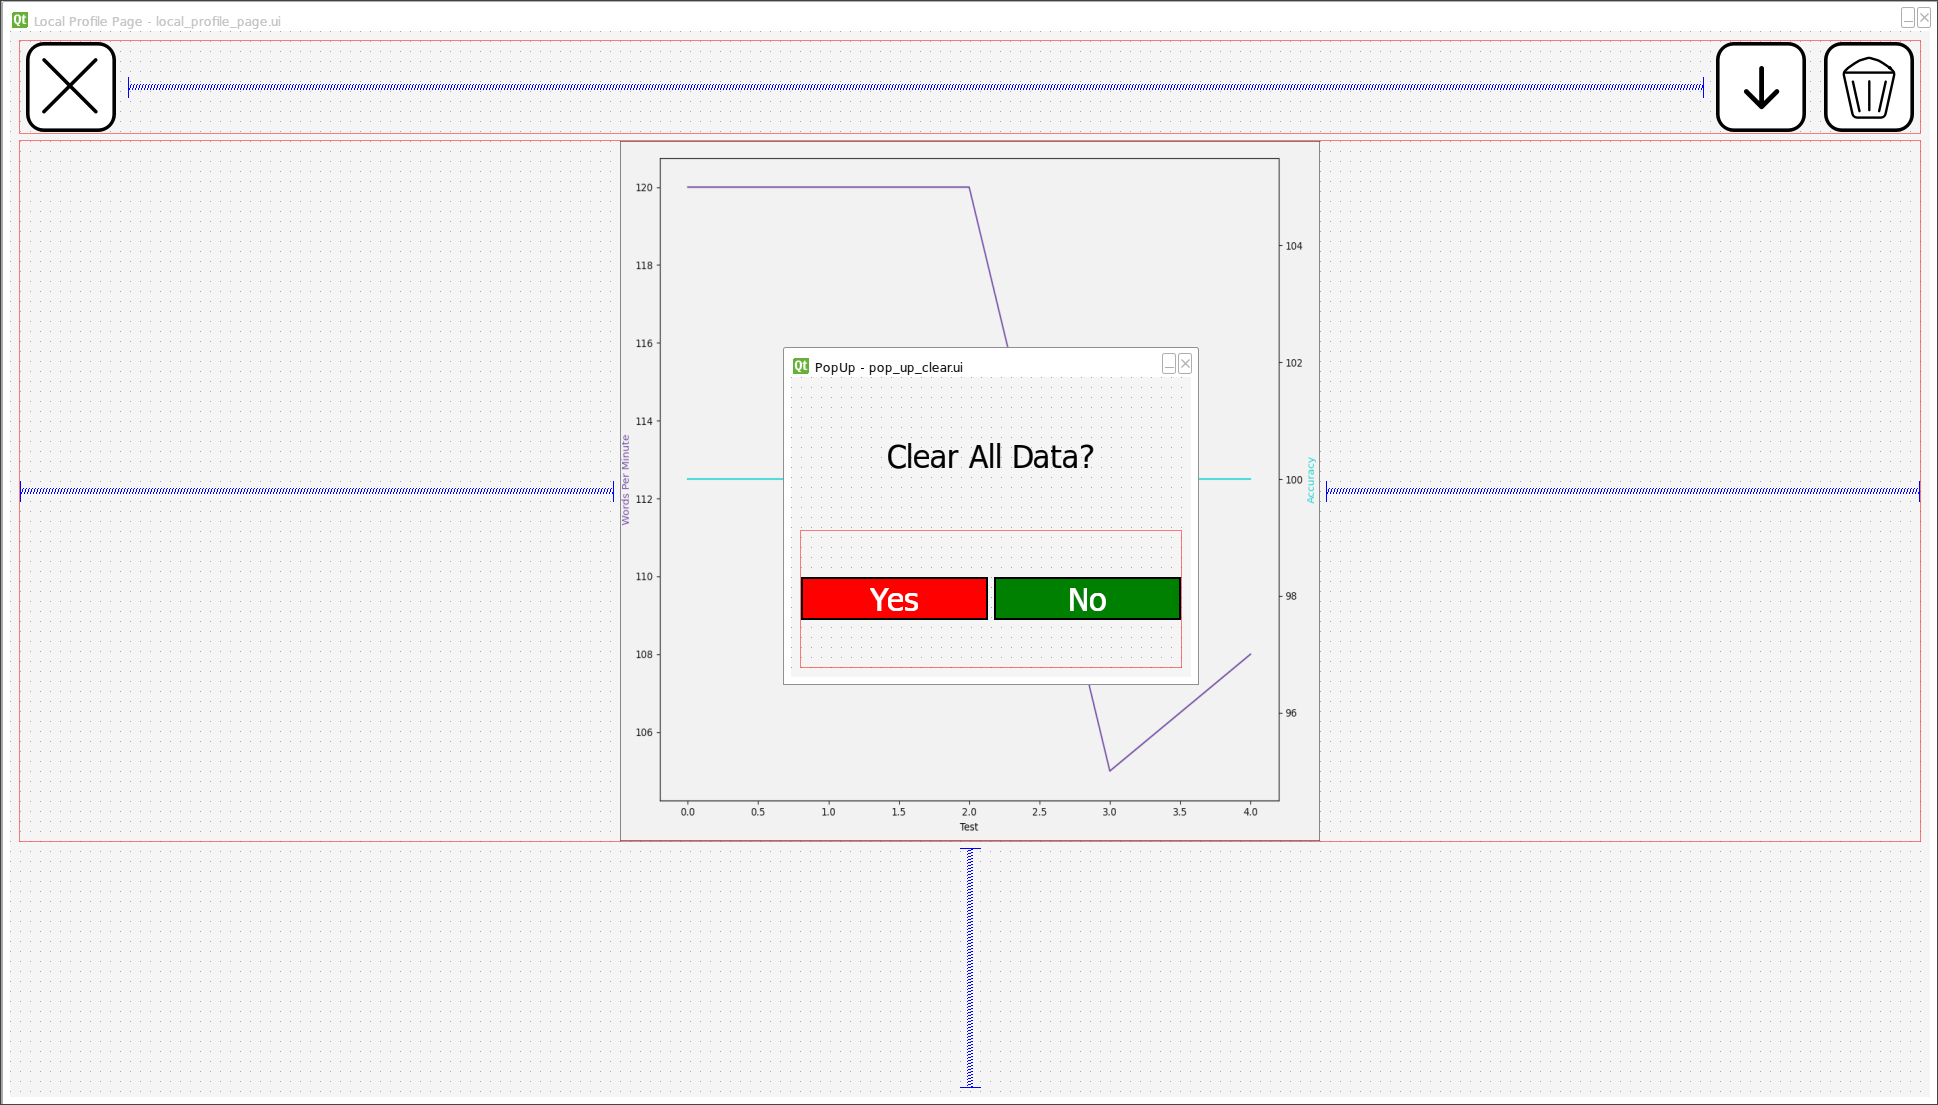 Qt Local Profile Page - local_profile_page.ui
120
118
116
114
112
110
108
106
Words Per Minute
104
102
100
98
96
Accuracy
0.0 0.5 1.0 1.5 2.0 2.5 3.0 3.5 4.0
Test
Qt PopUp - pop_up_clear.ui
Clear All Data?
Yes No